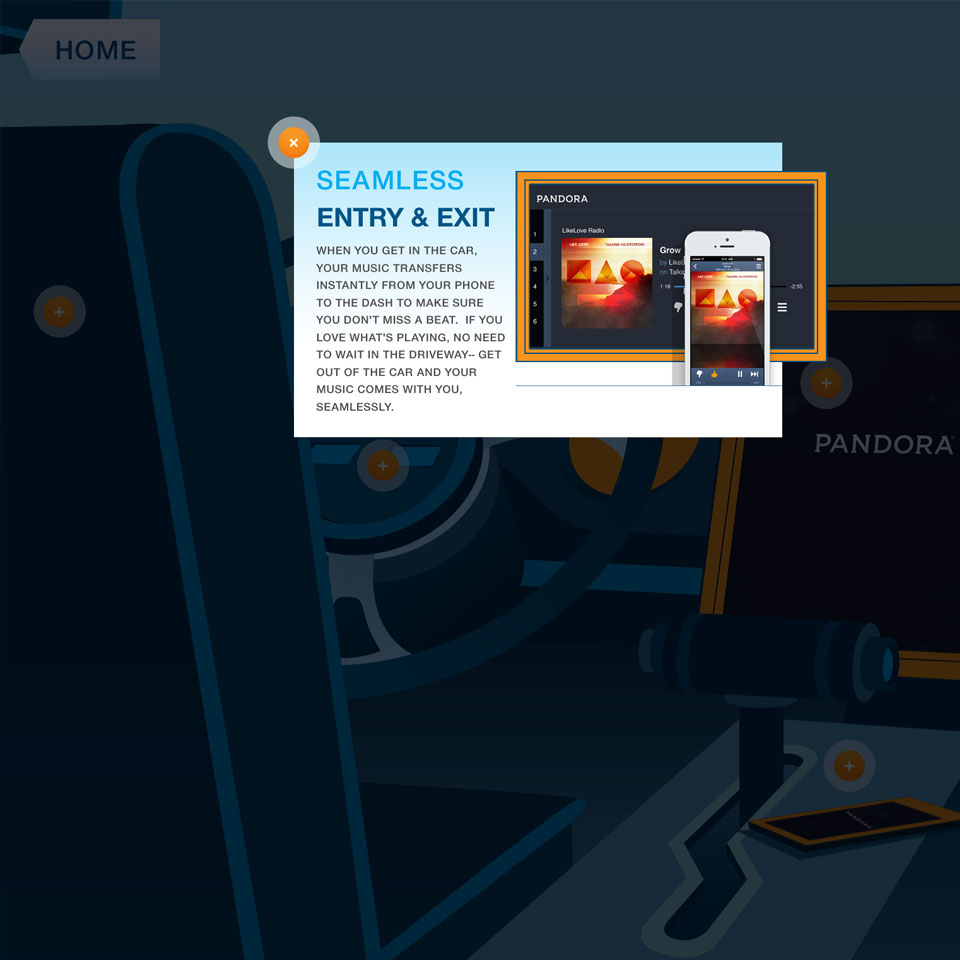 HOME
SEAMLESS
ENTRY & EXIT
WHEN YOU GET IN THE CAR,
YOUR MUSIC TRANSFERS
INSTANTLY FROM YOUR PHONE
TO THE DASH TO MAKE SURE
YOU DON'T MISS A BEAT.  IF YOU
LOVE WHAT'S PLAYING, NO NEED
TO WAIT IN THE DRIVEWAY-- GET
OUT OF THE CAR AND YOUR
MUSIC COMES WITH YOU,
SEAMLESSLY.
PANDORA
1
2
3
4
5
6
LikeLove Radio
LIKE LOVE
Grow
by
on
1:18
-2:55
PANDORA
PANDORA